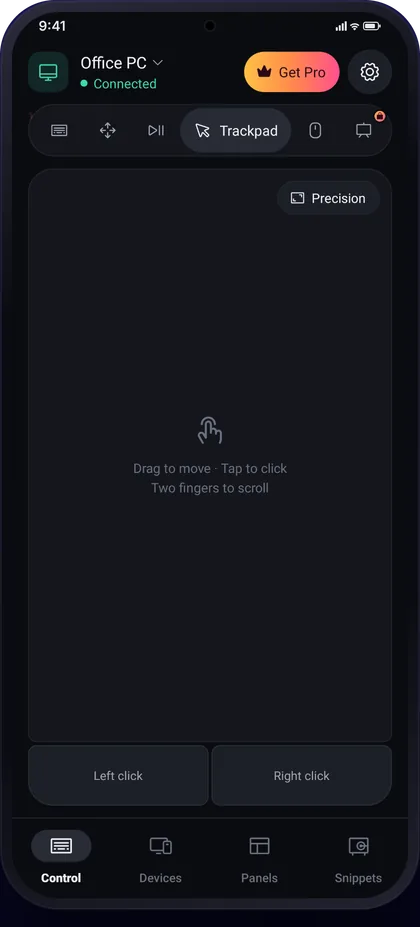 9:41
Office PC
Connected
Get Pro
Trackpad
Precision
Drag to move · Tap to click
Two fingers to scroll
Left click
Right click
Control
Devices
Panels
Snippets